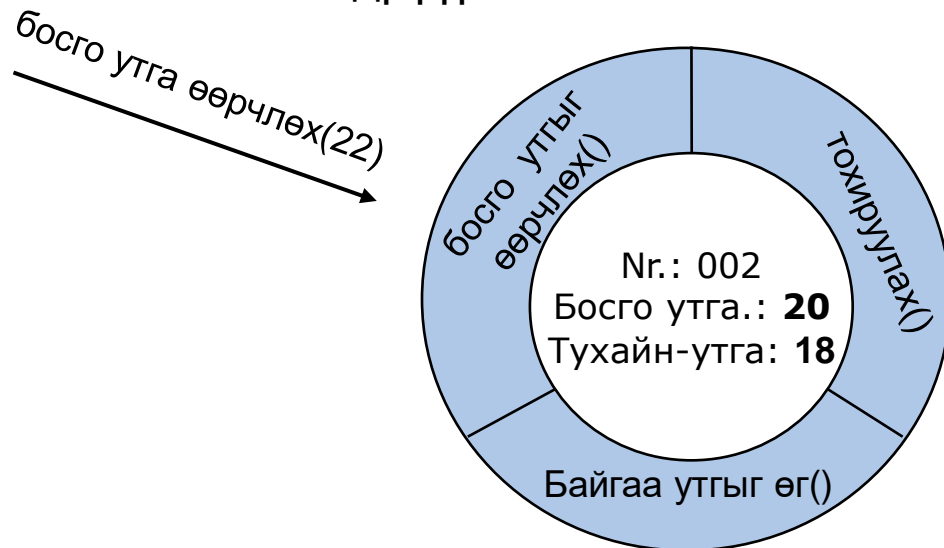 босго утга өөрчлөх(22)
босго утгыг
өөрчлөх()
тохируулах()
Nr.: 002
Босго утга.: 20
Тухайн-утга: 18
Байгаа утгыг өг()